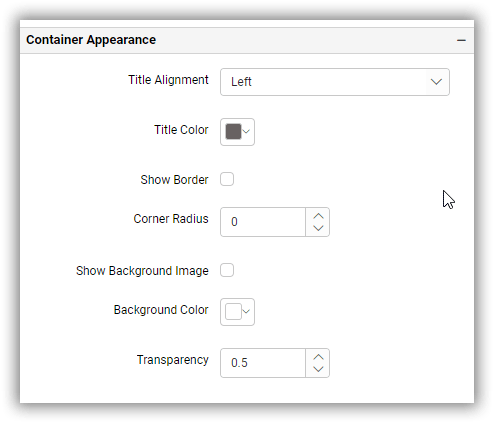 Container Appearance
Title Alignment Left
Title Color
Show Border
Corner Radius 0
Show Background Image
Background Color
Transparency 0.5